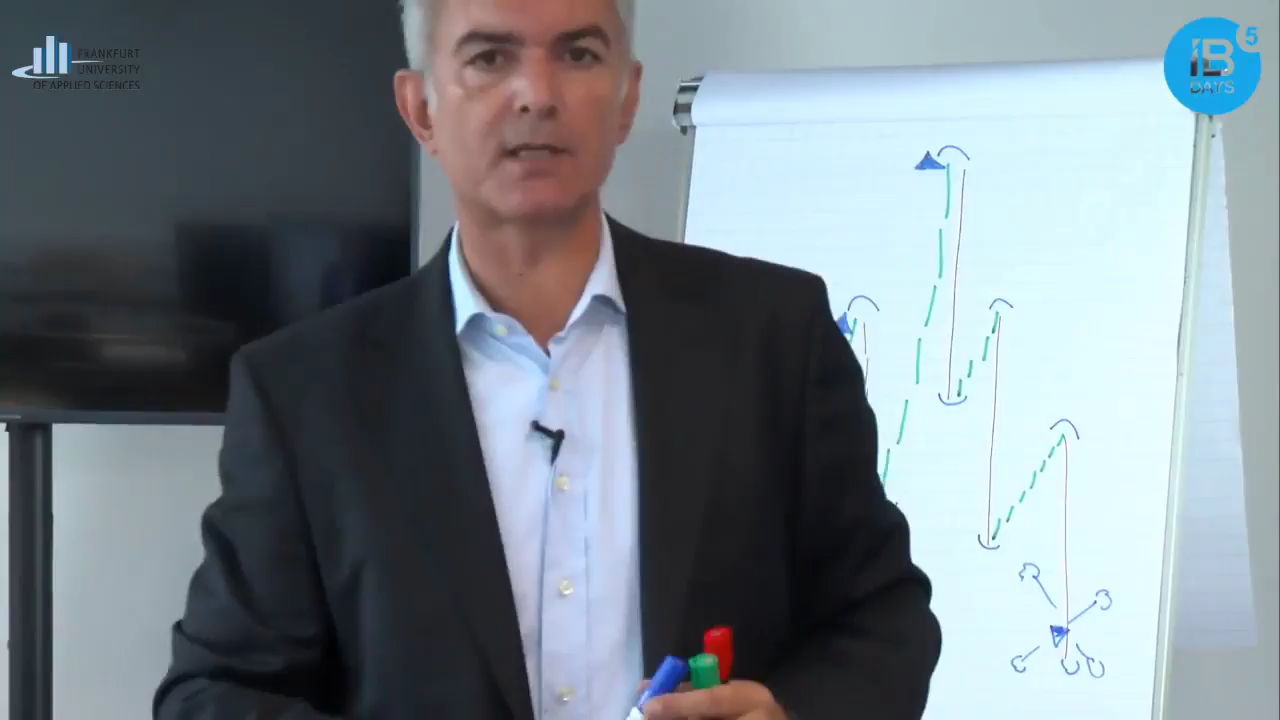 FRANKFURT
UNIVERSITY
OF APPLIED SCIENCES
IB 5
DAYS